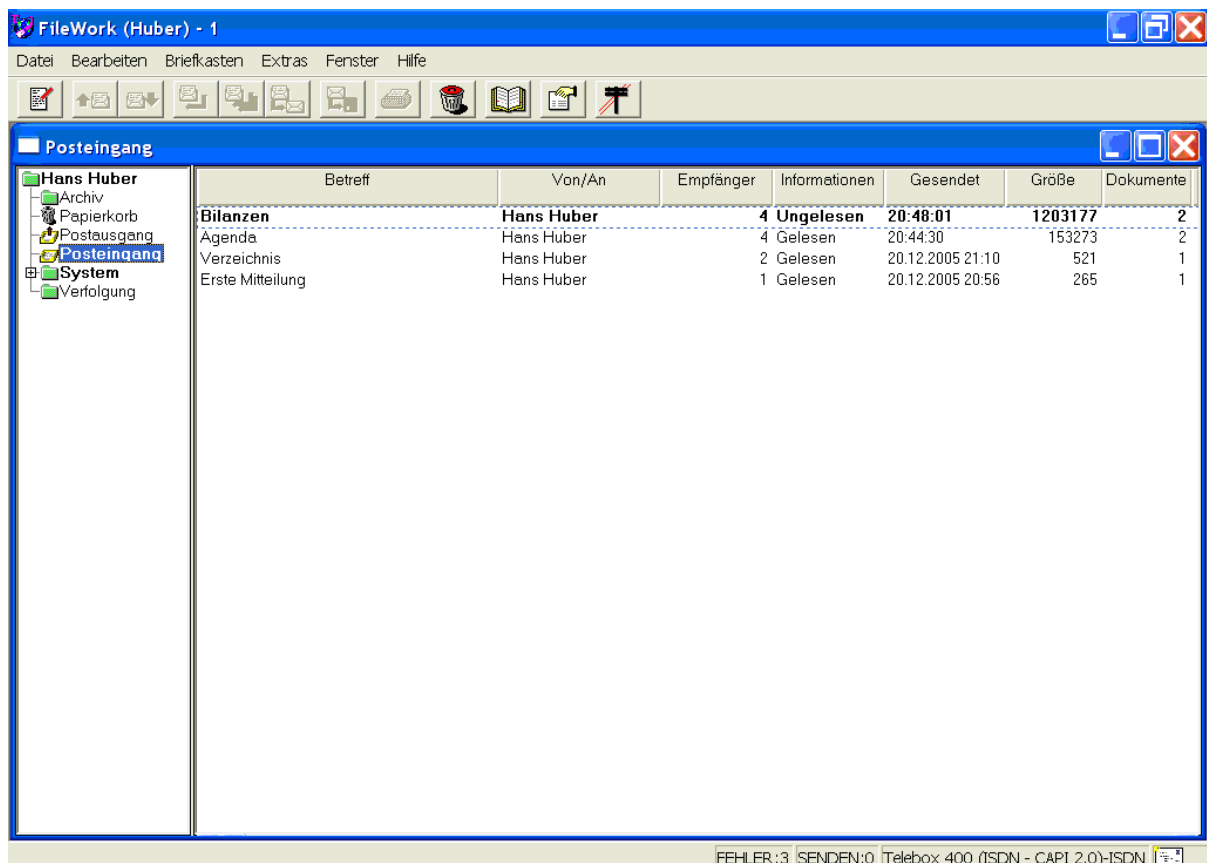 FileWork (Huber) - 1
Datei Bearbeiten Briefkasten Extras Fenster Hilfe
Posteingang
Hans Huber
Archiv
Papierkorb
Postausgang
Posteingang
System
Verfolgung
Betreff Von/An Empfänger Informationen Gesendet Größe Dokumente
Bilanzen Hans Huber 4 Ungelesen 20:48:01 1203177 2
Agenda Hans Huber 4 Gelesen 20:44:30 153273 2
Verzeichnis Hans Huber 2 Gelesen 20.12.2005 21:10 521 1
Erste Mitteilung Hans Huber 1 Gelesen 20.12.2005 20:56 265 1
FEHLER:3 SENDEN:0 Telebox 400 (ISDN - CAPI 2.0)-ISDN